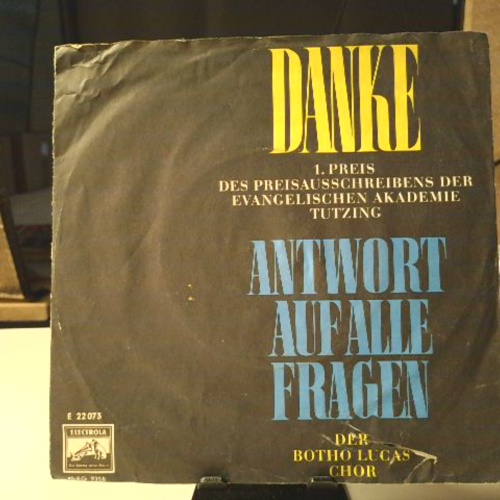 DANKE
1. PREIS
DES PREISAUSSCHREIBENS DER
EVANGELISCHEN AKADEMIE
TUTZING
ANTWORT
AUF ALLE
FRAGEN
DER
BOTHO LUCAS
CHOR
E 22 073
ELECTROLA